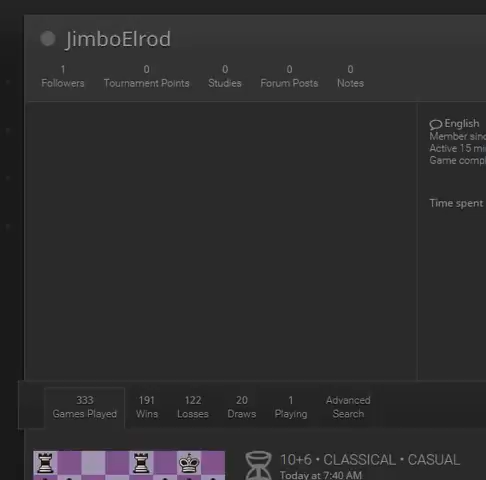 JimboElrod
1 0 0 0 0
Followers Tournament Points Studies Forum Posts Notes
English
Member sinc
Active 15 mi
Game compl
Time spent
333 191 122 20 1 Advanced
Games Played Wins Losses Draws Playing Search
10+6 • CLASSICAL • CASUAL
Today at 7:40 AM